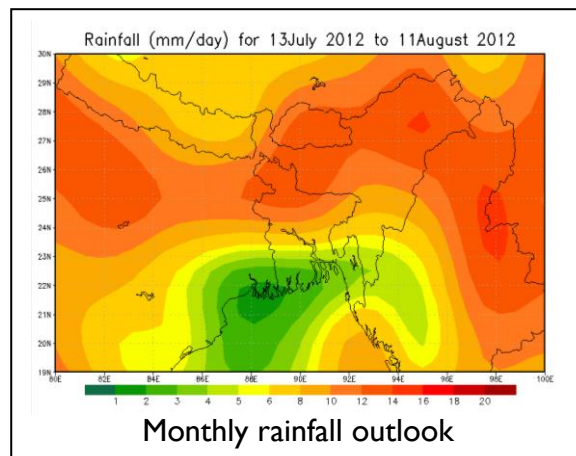 Rainfall (mm/day) for 13July 2012 to 11August 2012
30N
29N
28N
27N
26N
25N
24N
23N
22N
21N
20N
19N
80E 82E 84E 86E 88E 90E 92E 94E 96E 98E 100E
1 2 3 4 5 6 8 10 12 14 16 18 20
Monthly rainfall outlook